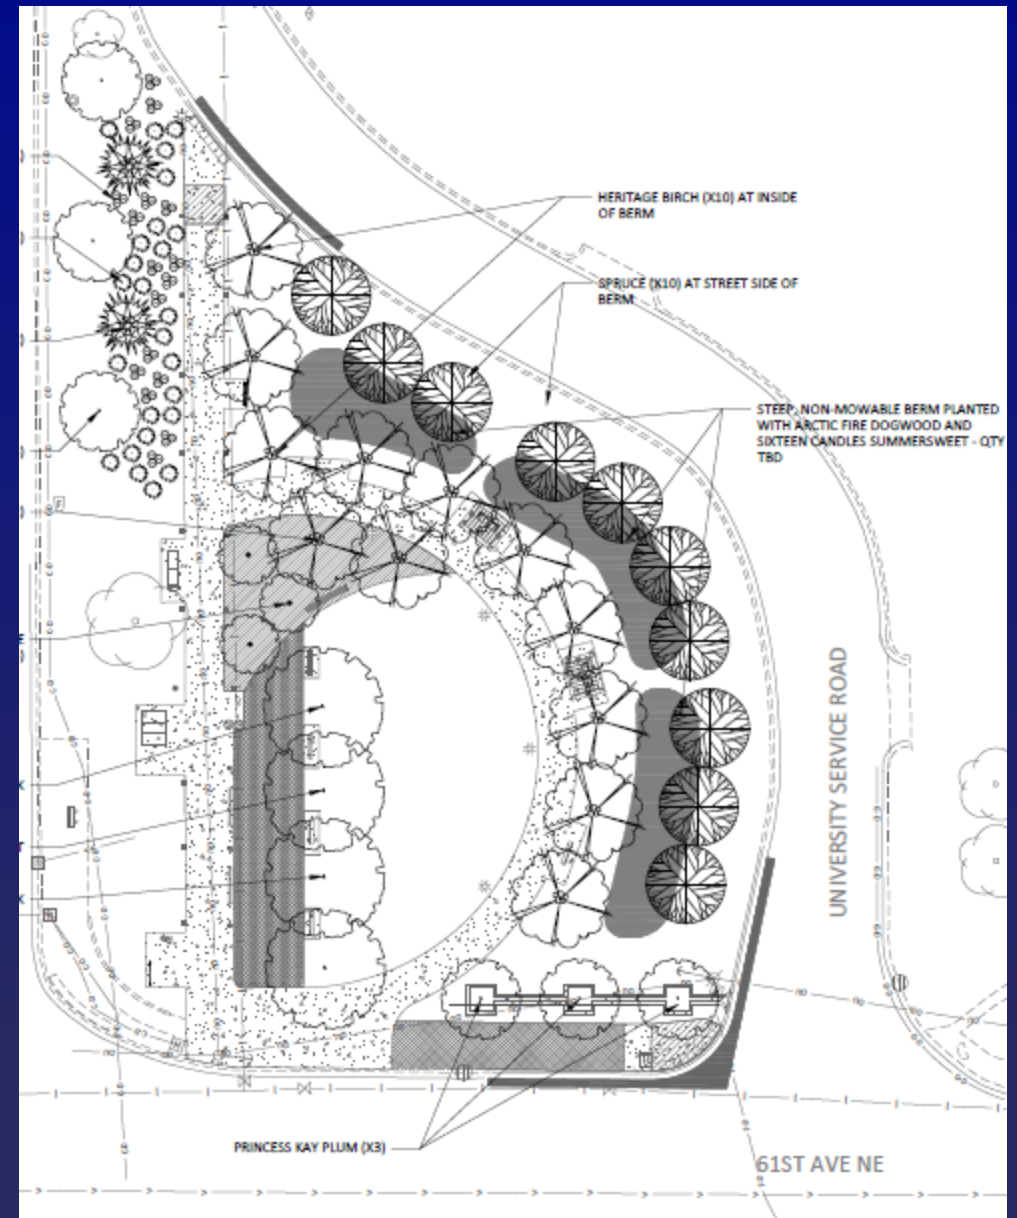 HERITAGE BIRCH (X10) AT INSIDE
OF BERM
SPRUCE (X10) AT STREET SIDE OF
BERM
STEEP, NON-MOWABLE BERM PLANTED
WITH ARCTIC FIRE DOGWOOD AND
SIXTEEN CANDLES SUMMERSWEET - QTY
TBD
UNIVERSITY SERVICE ROAD
PRINCESS KAY PLUM (X3)
61ST AVE NE